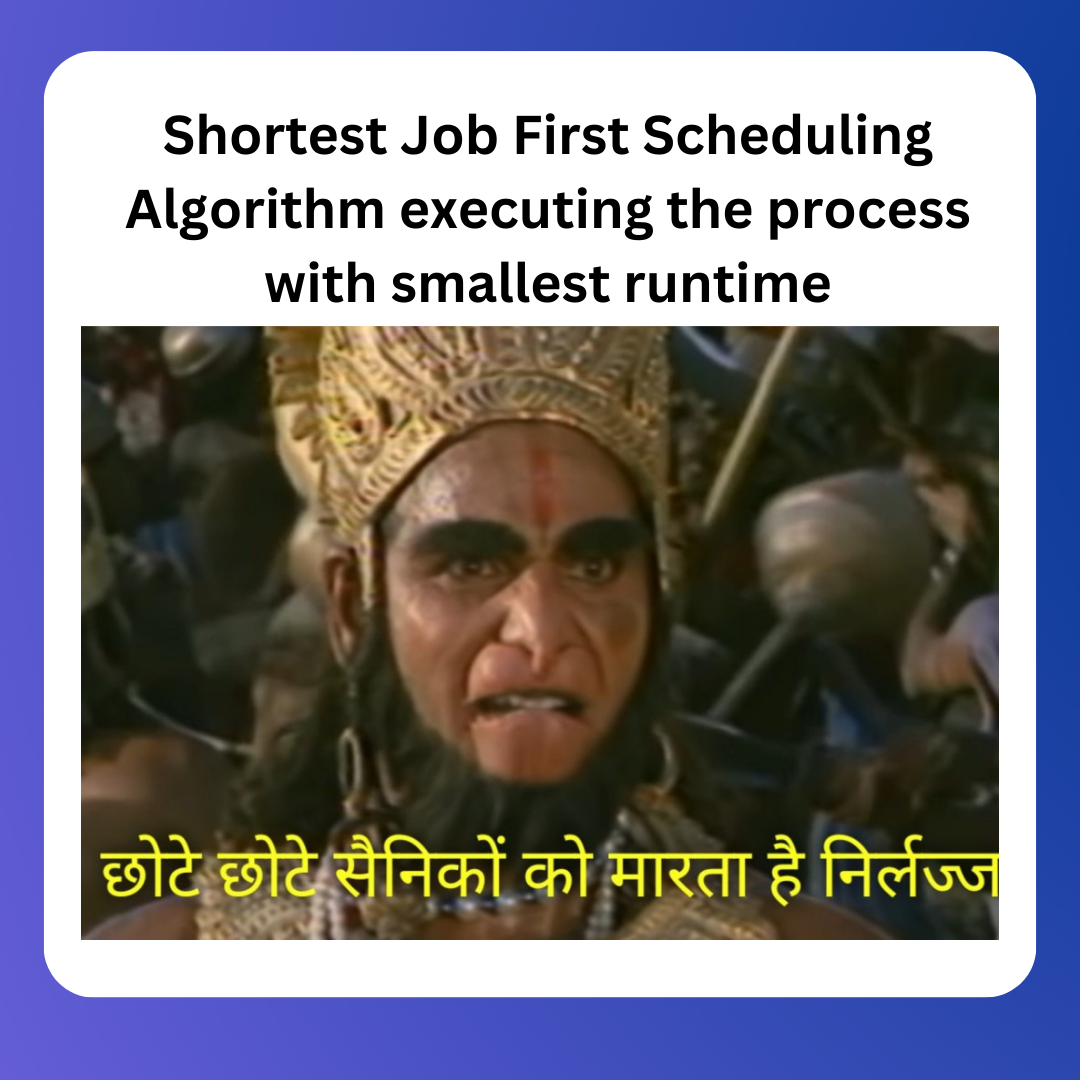 Shortest Job First Scheduling
Algorithm executing the process
with smallest runtime
छोटे छोटे सैनिकों को मारता है निर्लज्ज